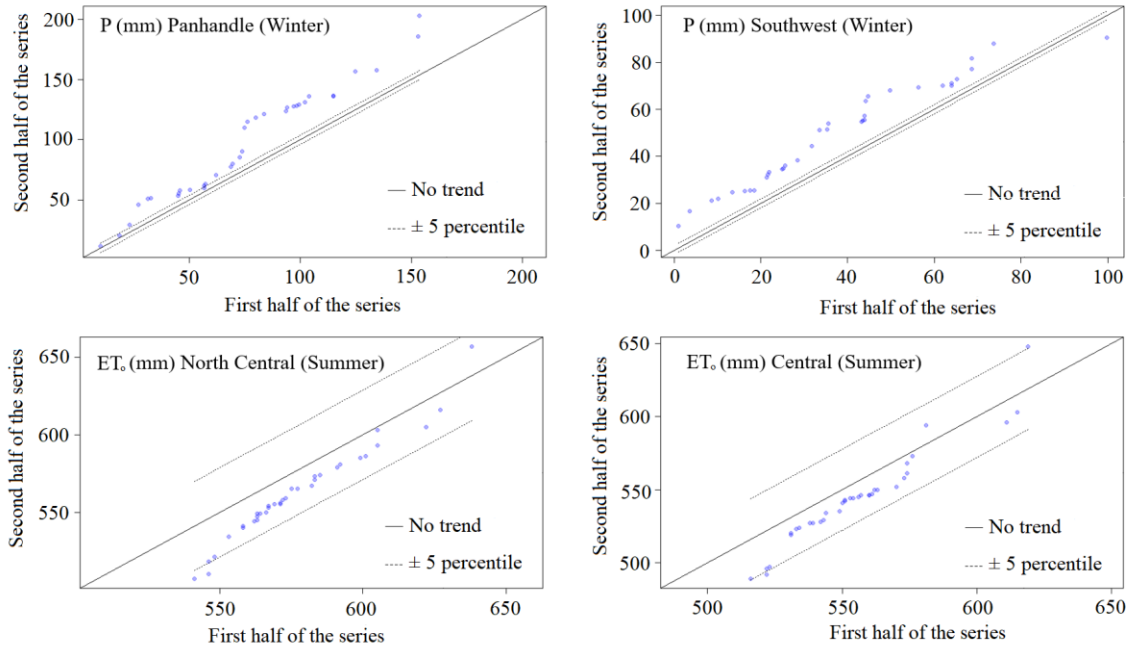 P (mm) Panhandle (Winter)
Second half of the series
200
150
100
50
No trend
± 5 percentile
50
100
150
200
First half of the series
P (mm) Southwest (Winter)
Second half of the series
100
80
60
40
20
0
No trend
± 5 percentile
0
20
40
60
80
100
First half of the series
ETₒ (mm) North Central (Summer)
Second half of the series
650
600
550
No trend
± 5 percentile
550
600
650
First half of the series
ETₒ (mm) Central (Summer)
Second half of the series
650
600
550
500
No trend
± 5 percentile
500
550
600
650
First half of the series